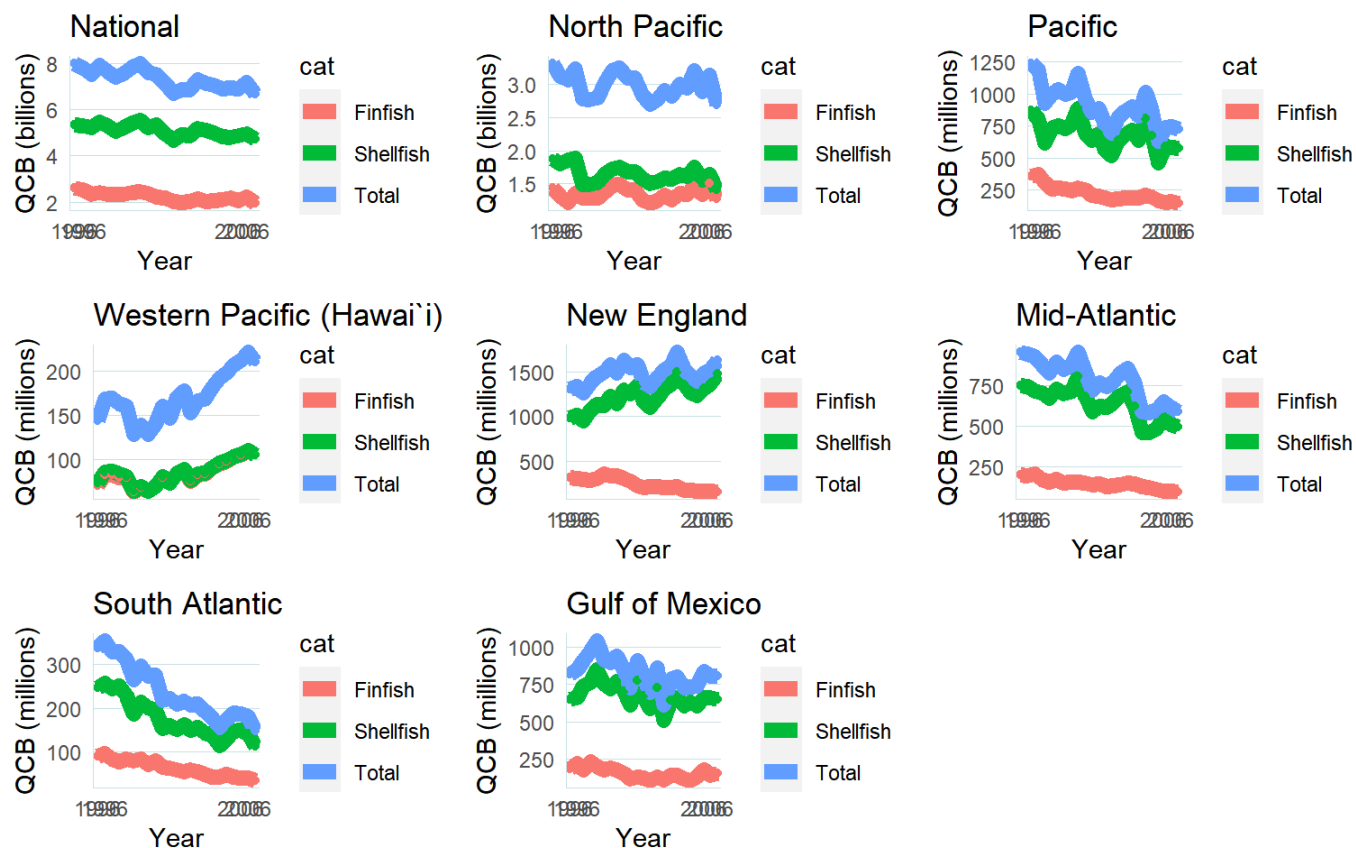 National
QCB (billions)
8
6
4
2
Year
cat
Finfish
Shellfish
Total
North Pacific
QCB (billions)
3.0
2.5
2.0
1.5
Year
cat
Finfish
Shellfish
Total
Pacific
QCB (millions)
1250
1000
750
500
250
Year
cat
Finfish
Shellfish
Total
Western Pacific (Hawai`i)
QCB (millions)
200
150
100
Year
cat
Finfish
Shellfish
Total
New England
QCB (millions)
1500
1000
500
Year
cat
Finfish
Shellfish
Total
Mid-Atlantic
QCB (millions)
750
500
250
Year
cat
Finfish
Shellfish
Total
South Atlantic
QCB (millions)
300
200
100
Year
cat
Finfish
Shellfish
Total
Gulf of Mexico
QCB (millions)
1000
750
500
250
Year
cat
Finfish
Shellfish
Total